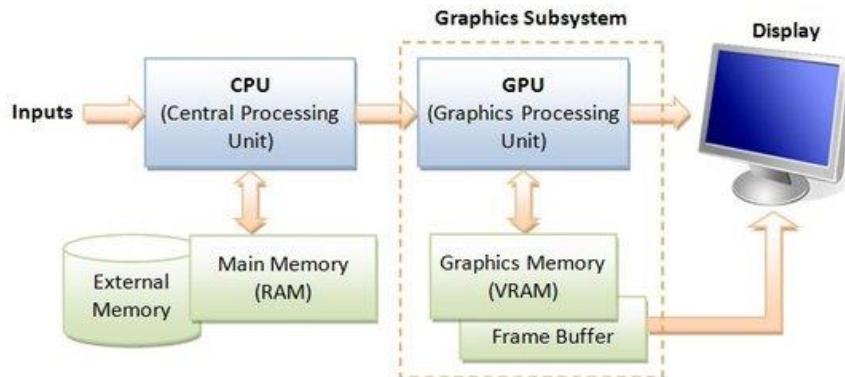 Graphics Subsystem
Display
Inputs
CPU
(Central Processing
Unit)
GPU
(Graphics Processing
Unit)
External
Memory
Main Memory
(RAM)
Graphics Memory
(VRAM)
Frame Buffer